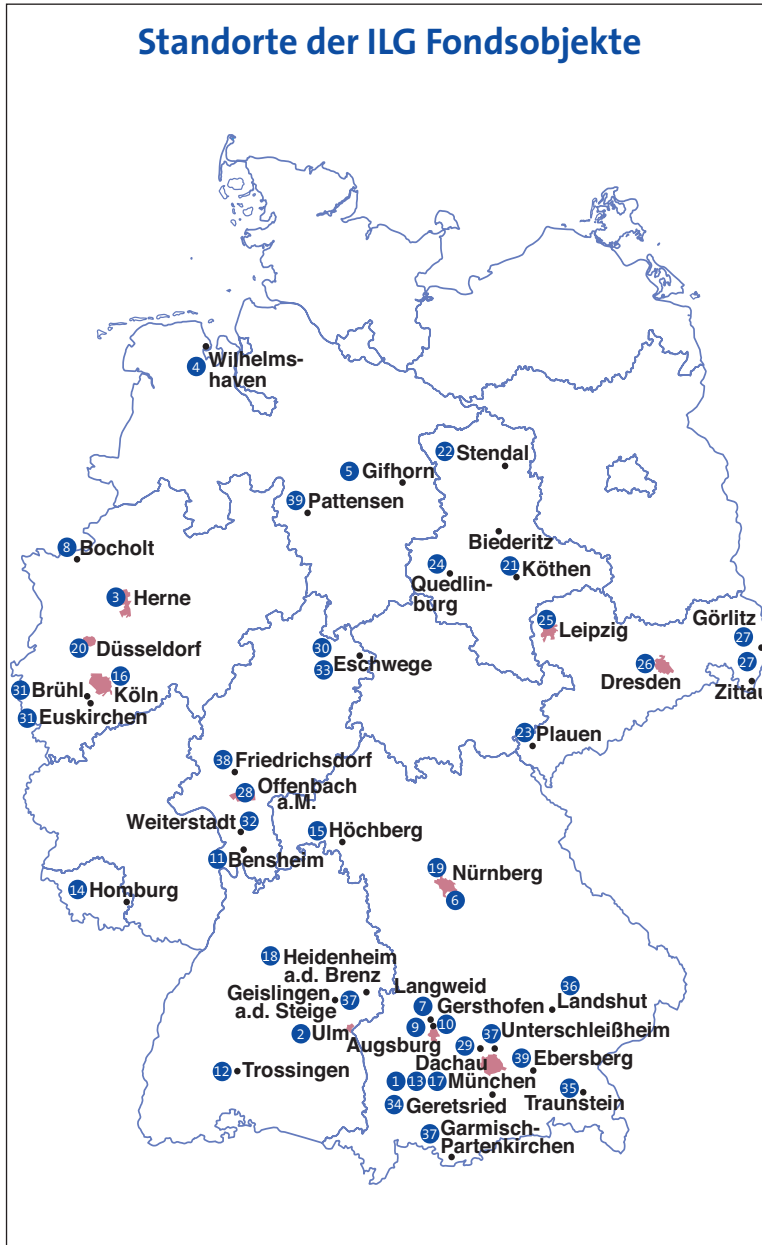 Standorte der ILG Fondsobjekte
4 Wilhelms-
haven
22 Stendal
5 Gifhorn
39 Pattensen
Biederitz
8 Bocholt
24 Quedlin-
burg
21 Köthen
3 Herne
25 Leipzig
Görlitz
27
20 Düsseldorf
30
33 Eschwege
26 Dresden
27
Zittau
16 Köln
31 Brühl
31 Euskirchen
23 Plauen
38 Friedrichsdorf
28 Offenbach
a.M.
Weiterstadt 32
15 Höchberg
11 Bensheim
19 Nürnberg
6
14 Homburg
18 Heidenheim
a.d. Brenz
Geislingen
a.d. Steige 37
Langweid
7 Gersthofen
36 Landshut
9 10
Augsburg
37 Unterschleißheim
2 Ulm
29 Dachau
39 Ebersberg
12 Trossingen
1 13 17 München
35 Traunstein
34 Geretsried
37 Garmisch-
Partenkirchen